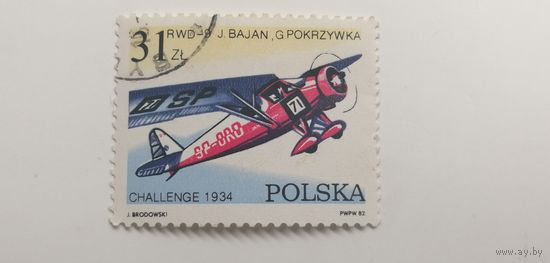 31 ZŁ
RWD-9 J. BAJAN, G. POKRZYWKA
SP
71
SP-DRD
CHALLENGE 1934 POLSKA
J. BRODOWSKI PWPW 82
www.ay.by